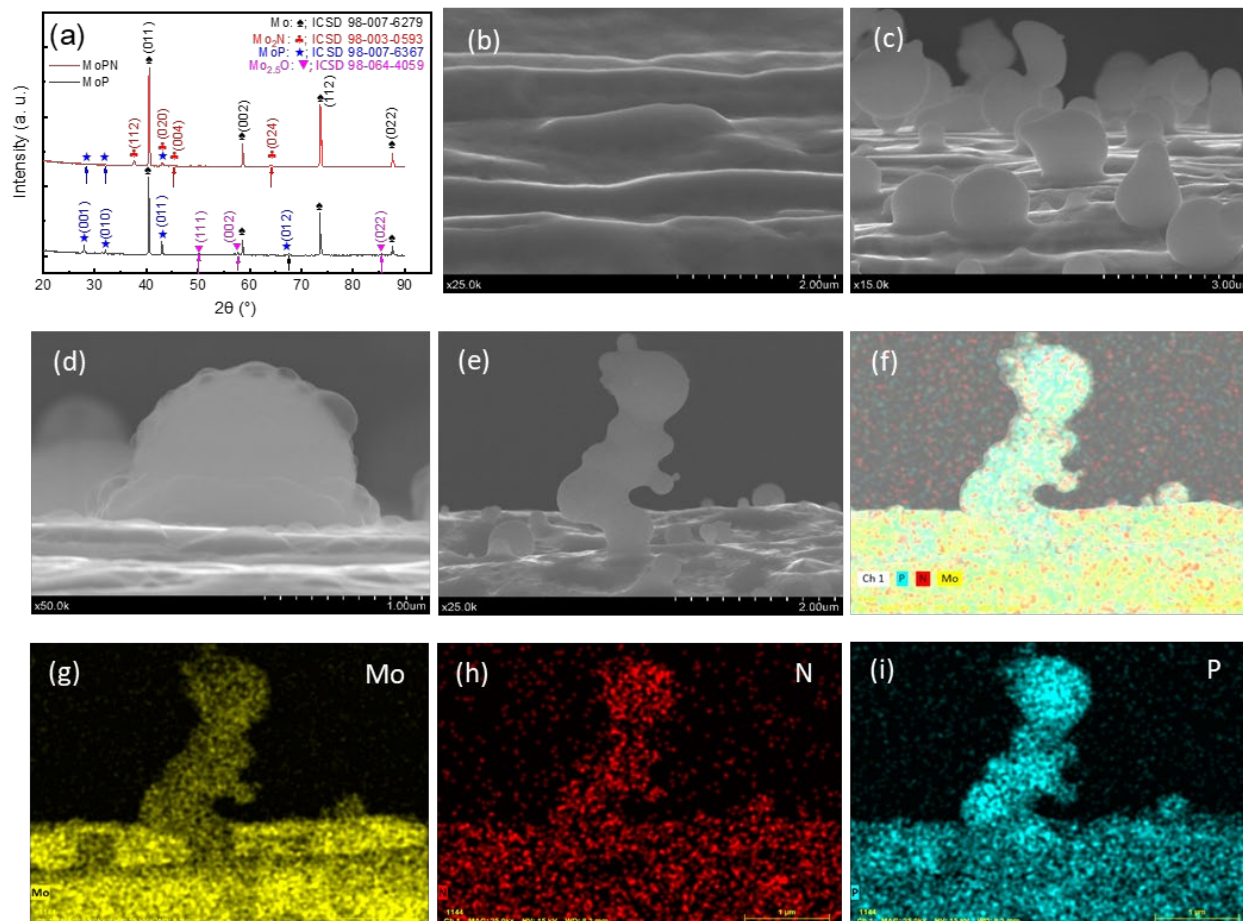 (a)
Mo: ♠; ICSD 98-007-6279
Mo₂N: ♣; ICSD 98-003-0593
MoP: ★; ICSD 98-007-6367
Mo₂.₅O: ▼; ICSD 98-064-4059
MoPN
MoP
(011)
(112)
(020)
(004)
(002)
(024)
(112)
(022)
(001)
(010)
(011)
(111)
(002)
(012)
(022)
Intensity (a. u.)
20 30 40 50 60 70 80 90
2θ (°)
(b)
x25.0k 2.00um
(c)
x15.0k 3.00um
(d)
x50.0k 1.00um
(e)
x25.0k 2.00um
(f)
Ch 1 P N Mo
(g) Mo
Mo
(h) N
N
1144
1 µm
(i) P
P
1144
1 µm